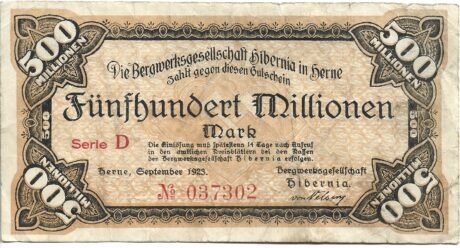 500
MILLIONEN
500
MILLIONEN
Die Bergwerksgesellschaft Hibernia in Herne
zahlt gegen diesen Gutschein
Fünfhundert Millionen
Mark
500
500
Serie D
Die Einlösung muß spätestens 14 Tage nach Aufruf
in den amtlichen Kreisblättern bei den Kassen
der Bergwerksgesellschaft Hibernia erfolgen.
Herne, September 1923.
Bergwerksgesellschaft
Hibernia.
№ 037302
500
MILLIONEN
500
MILLIONEN